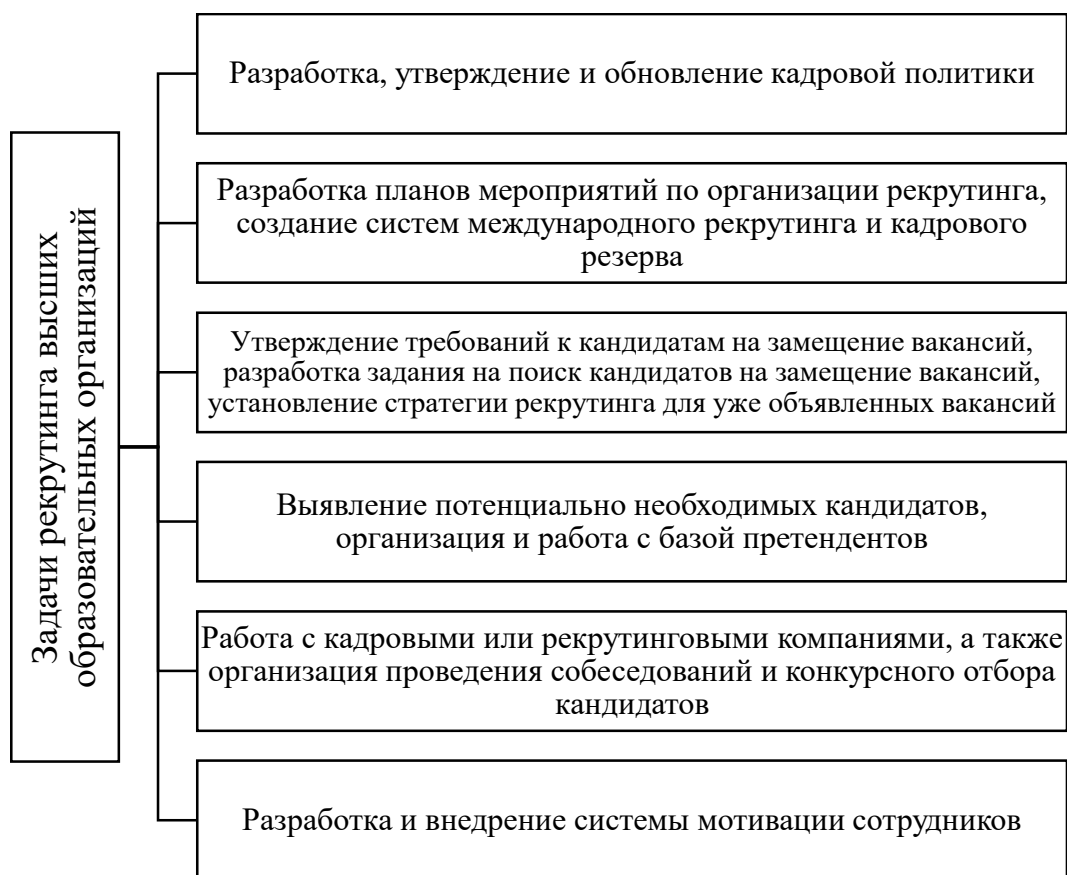 Задачи рекрутинга высших
образовательных организаций
Разработка, утверждение и обновление кадровой политики
Разработка планов мероприятий по организации рекрутинга,
создание систем международного рекрутинга и кадрового
резерва
Утверждение требований к кандидатам на замещение вакансий,
разработка задания на поиск кандидатов на замещение вакансий,
установление стратегии рекрутинга для уже объявленных вакансий
Выявление потенциально необходимых кандидатов,
организация и работа с базой претендентов
Работа с кадровыми или рекрутинговыми компаниями, а также
организация проведения собеседований и конкурсного отбора
кандидатов
Разработка и внедрение системы мотивации сотрудников